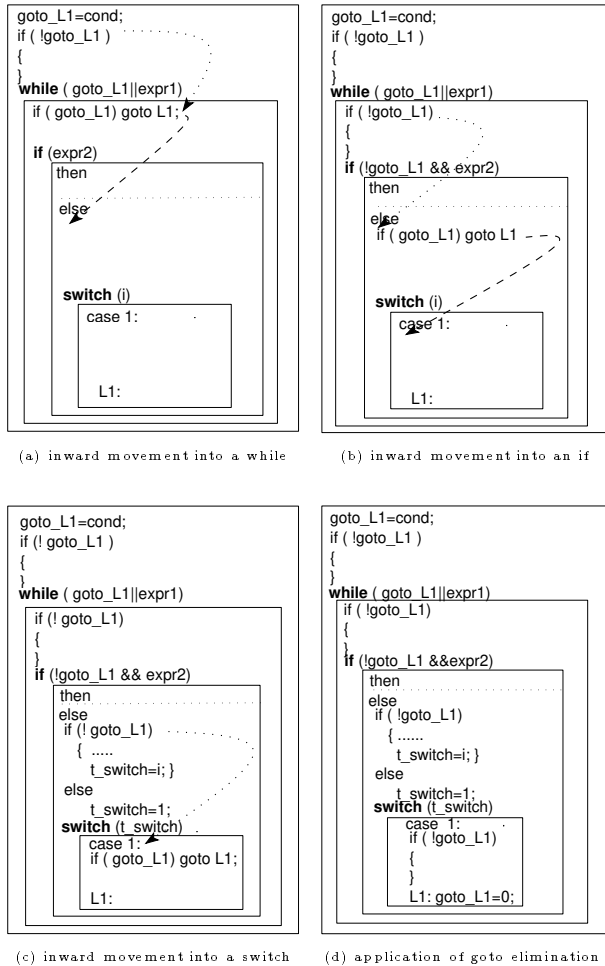 goto_L1=cond;
if ( !goto_L1 )
{
}
while ( goto_L1||expr1)
if ( goto_L1) goto L1;
if (expr2)
then
else
switch (i)
case 1:
L1:
(a) inward movement into a while
goto_L1=cond;
if ( !goto_L1 )
{
}
while ( goto_L1||expr1)
if ( !goto_L1)
{
}
if (!goto_L1 && expr2)
then
else
if ( goto_L1) goto L1
switch (i)
case 1:
L1:
(b) inward movement into an if
goto_L1=cond;
if (! goto_L1 )
{
}
while ( goto_L1||expr1)
if (! goto_L1)
{
}
if (!goto_L1 && expr2)
then
else
if (! goto_L1)
{ .....
t_switch=i; }
else
t_switch=1;
switch (t_switch)
case 1:
if ( goto_L1) goto L1;
L1:
(c) inward movement into a switch
goto_L1=cond;
if ( !goto_L1 )
{
}
while ( goto_L1||expr1)
if ( !goto_L1)
{
}
if (!goto_L1 &&expr2)
then
else
if ( !goto_L1)
{ ......
t_switch=i; }
else
t_switch=1;
switch (t_switch)
case 1:
if ( !goto_L1)
{
}
L1: goto_L1=0;
(d) application of goto elimination